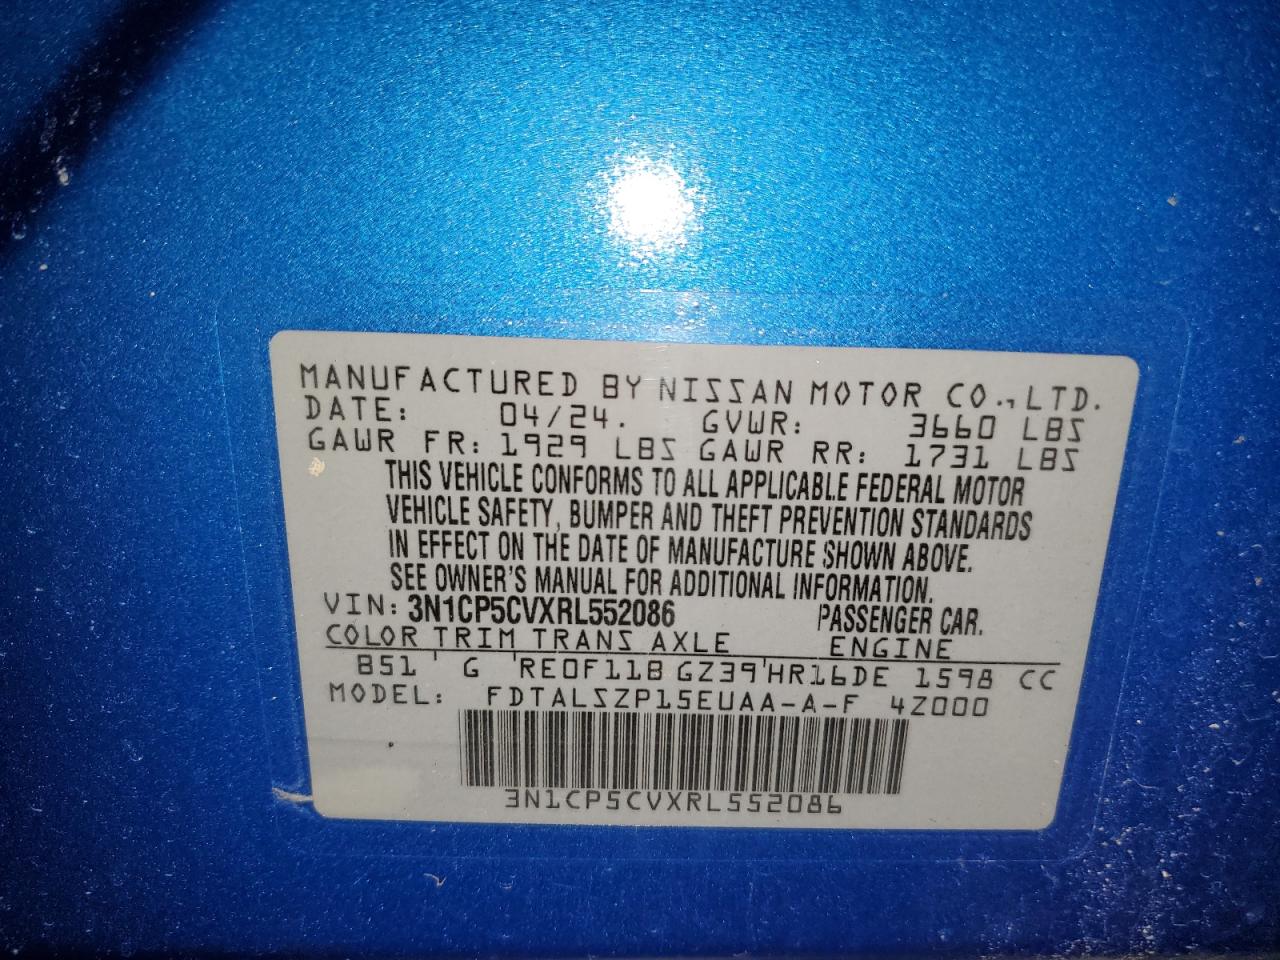 MANUFACTURED BY NISSAN MOTOR CO., LTD.
DATE: 04/24. GVWR: 3660 LBS
GAWR FR: 1929 LBS GAWR RR: 1731 LBS
THIS VEHICLE CONFORMS TO ALL APPLICABLE FEDERAL MOTOR
VEHICLE SAFETY, BUMPER AND THEFT PREVENTION STANDARDS
IN EFFECT ON THE DATE OF MANUFACTURE SHOWN ABOVE.
SEE OWNER'S MANUAL FOR ADDITIONAL INFORMATION.
VIN: 3N1CP5CVXRL552086 PASSENGER CAR.
COLOR TRIM TRANS AXLE ENGINE
B51 ' G 'RE0F11B GZ39'HR16DE 1598 CC
MODEL: FDTALSZP15EUAA-A-F 4Z000
3N1CP5CVXRL552086